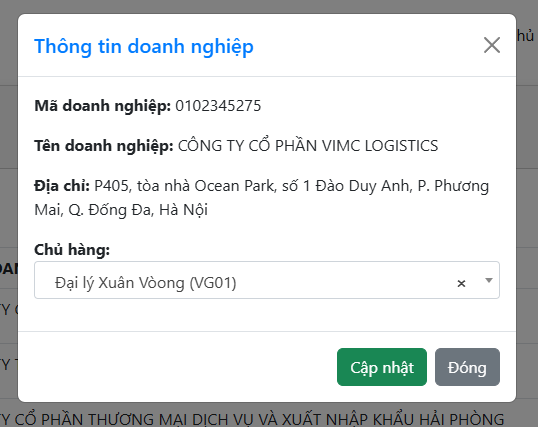 hủ
Thông tin doanh nghiệp
Mã doanh nghiệp: 0102345275
Tên doanh nghiệp: CÔNG TY CỔ PHẦN VIMC LOGISTICS
Địa chỉ: P405, tòa nhà Ocean Park, số 1 Đào Duy Anh, P. Phương
Mai, Q. Đống Đa, Hà Nội
Chủ hàng:
Đại lý Xuân Vòong (VG01) ×
Cập nhật Đóng
TY CỔ PHẦN THƯƠNG MẠI DỊCH VỤ VÀ XUẤT NHẬP KHẨU HẢI PHÒNG